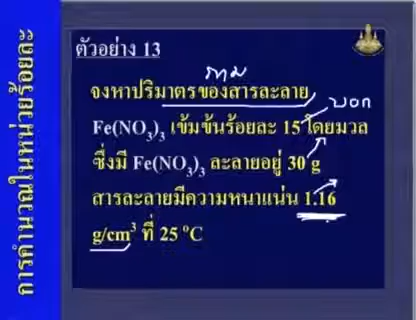 การคำนวณในหน่วยร้อยละ
ตัวอย่าง 13
ถาม
จงหาปริมาตรของสารละลาย
บอก
Fe(NO₃)₃ เข้มข้นร้อยละ 15 โดยมวล
ซึ่งมี Fe(NO₃)₃ ละลายอยู่ 30 g
สารละลายมีความหนาแน่น 1.16
g/cm³ ที่ 25 °C